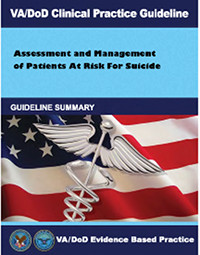 VA/DoD Clinical Practice Guideline
Assessment and Management
of Patients At Risk For Suicide
GUIDELINE SUMMARY
VA/DoD Evidence Based Practice